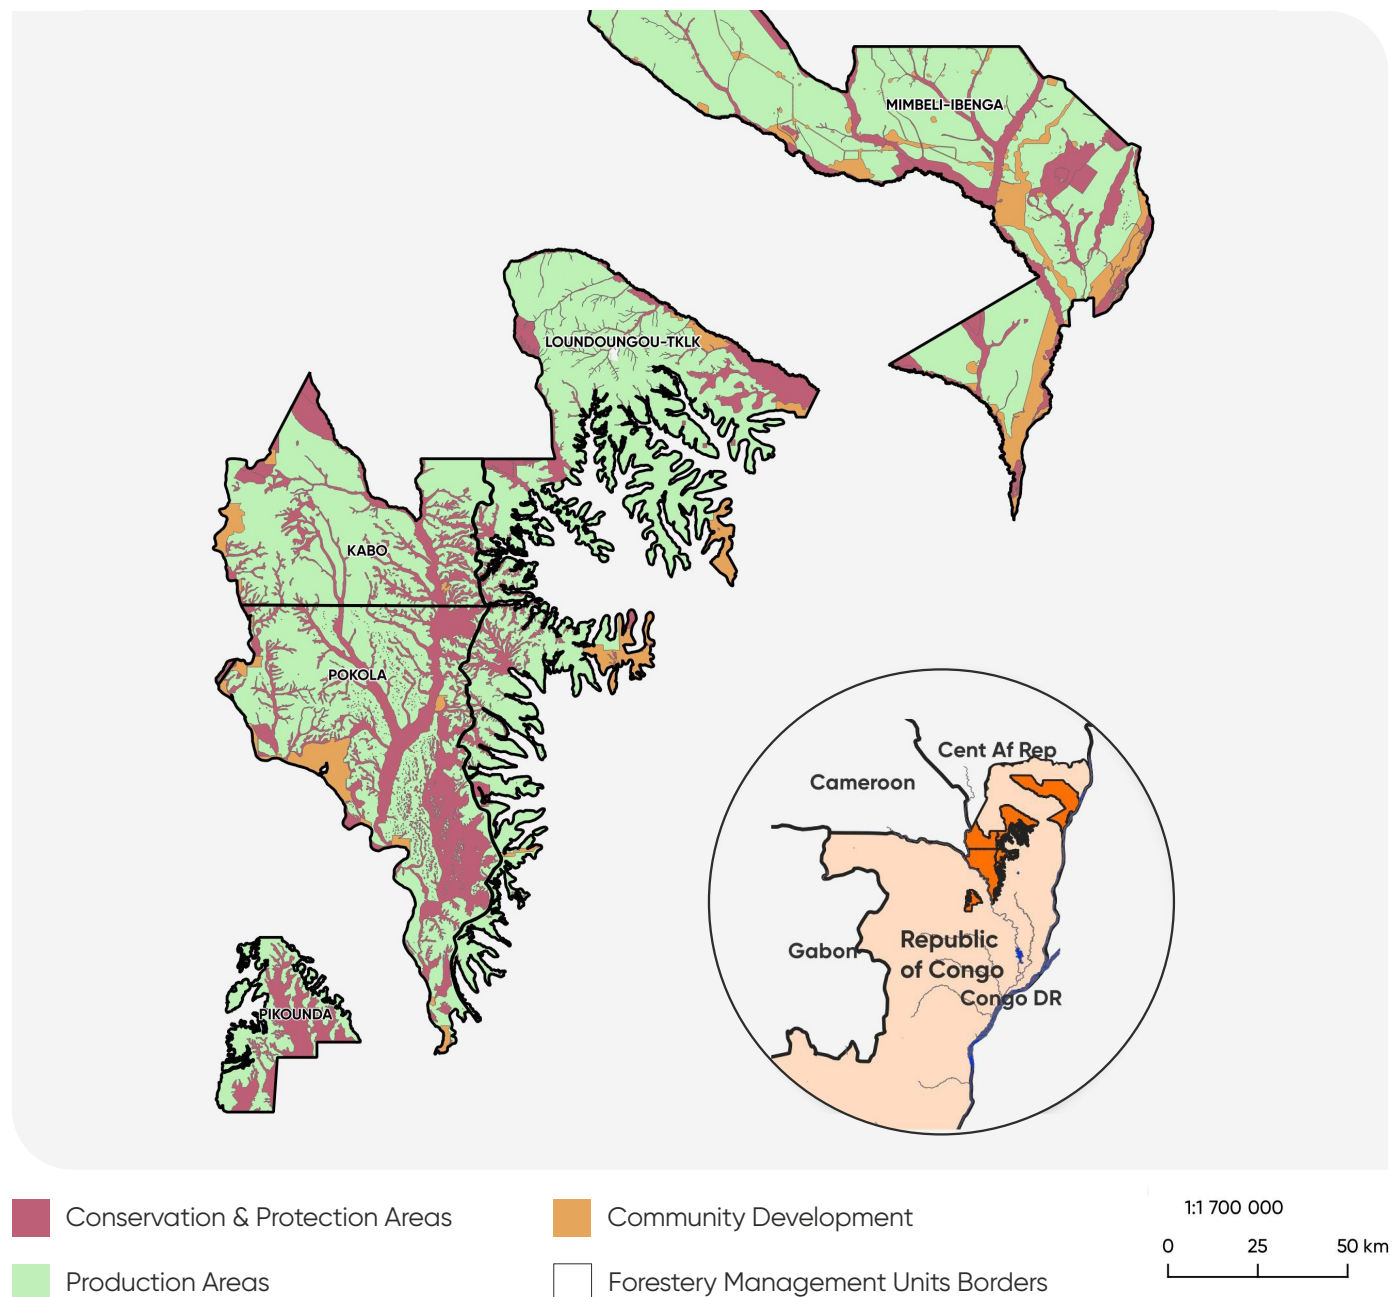 MIMBELI-IBENGA
LOUNDOUNGOU-TKLK
KABO
POKOLA
PIKOUNDA
Cent Af Rep
Cameroon
Gabon
Republic
of Congo
Congo DR
Conservation & Protection Areas
Community Development
1:1 700 000
0 25 50 km
Production Areas
Forestery Management Units Borders